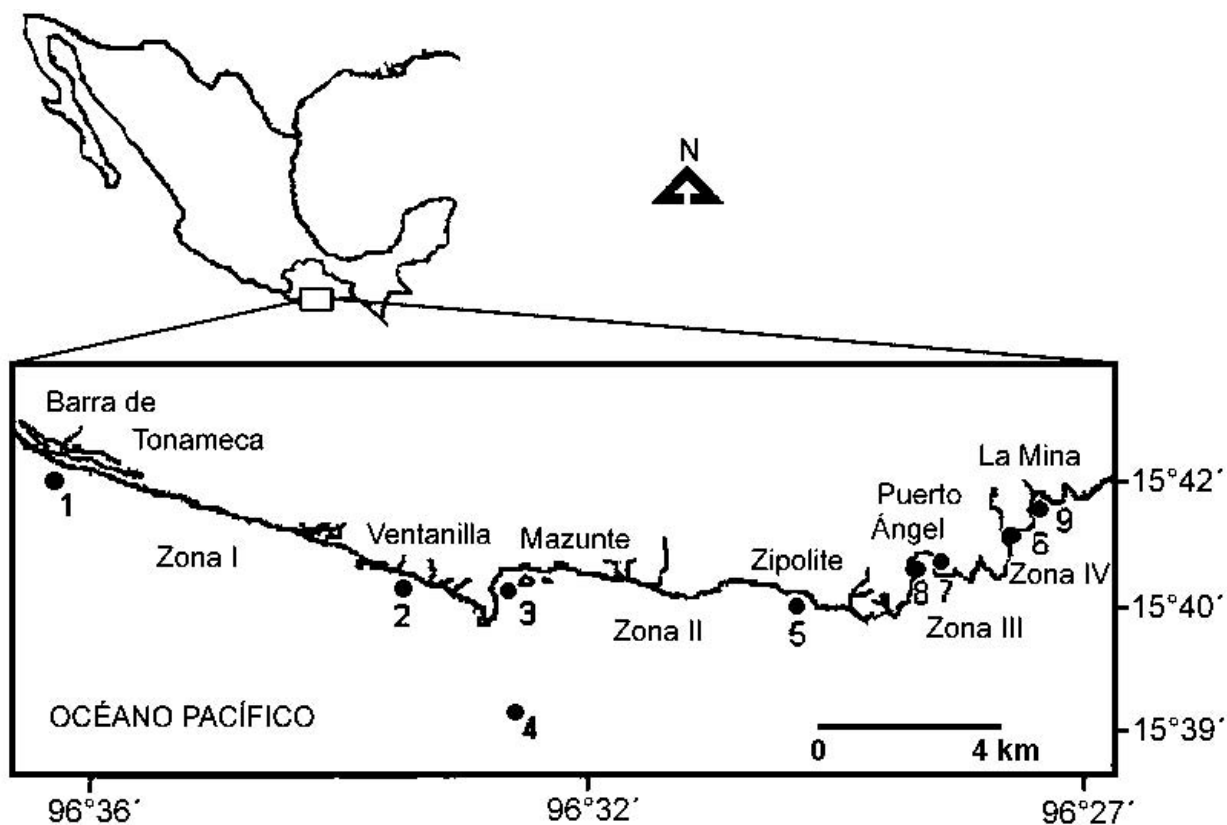 N
Barra de
Tonameca
1
Zona I
Ventanilla
2
Mazunte
3
4
Zona II
Zipolite
5
Puerto
Ángel
8
7
Zona III
La Mina
9
6
Zona IV
OCÉANO PACÍFICO
0 4 km
15°42´
15°40´
15°39´
96°36´
96°32´
96°27´